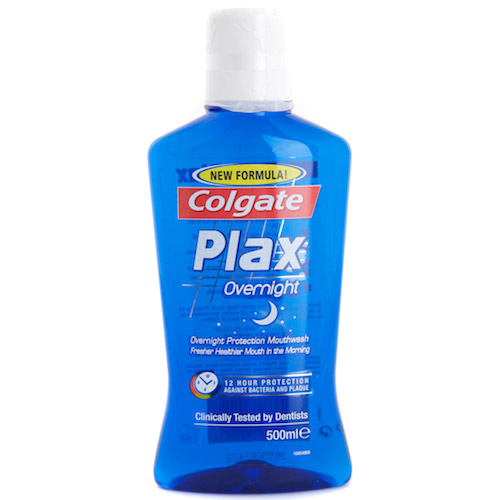 NEW FORMULA!
Colgate
Plax
Overnight
Overnight Protection Mouthwash
Fresher Healthier Mouth in the Morning
12 HOUR PROTECTION
AGAINST BACTERIA AND PLAQUE
Clinically Tested by Dentists
500ml℮